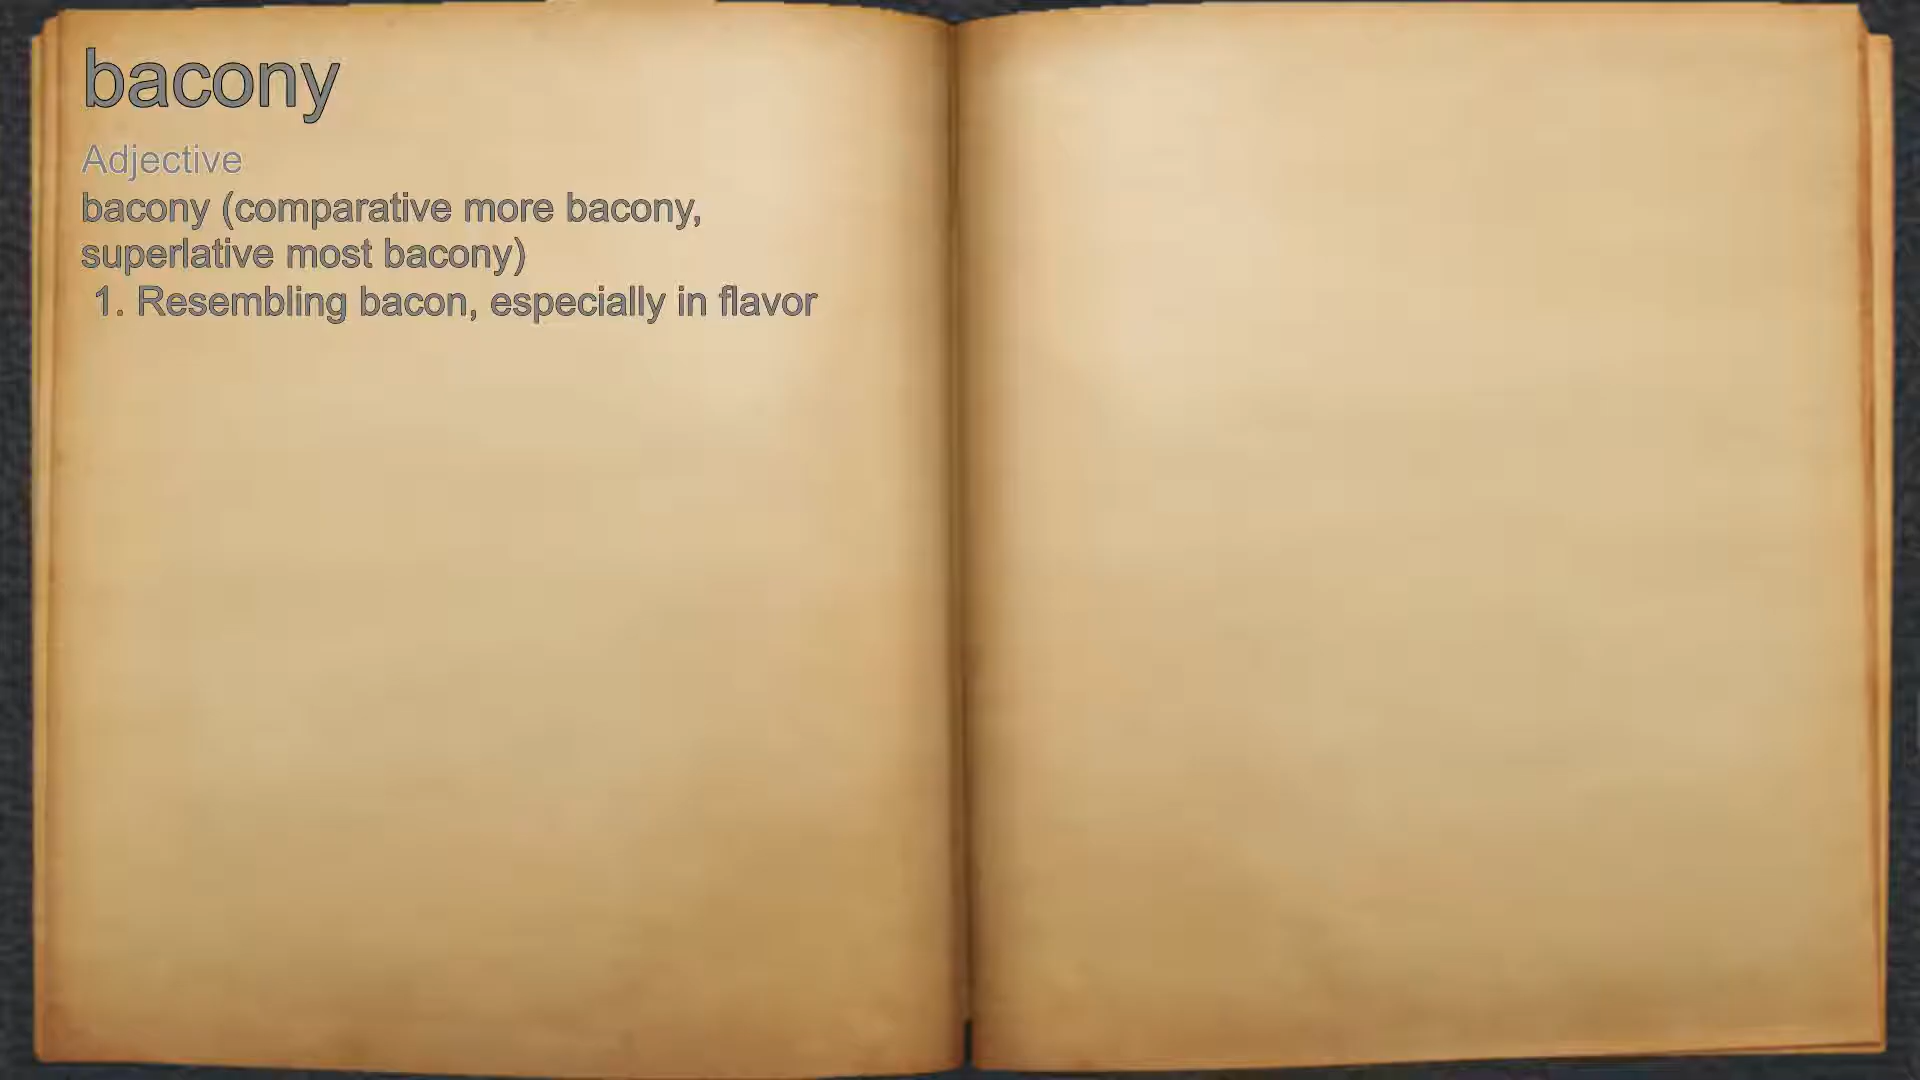 bacony
Adjective
bacony (comparative more bacony,
superlative most bacony)
1. Resembling bacon, especially in flavor